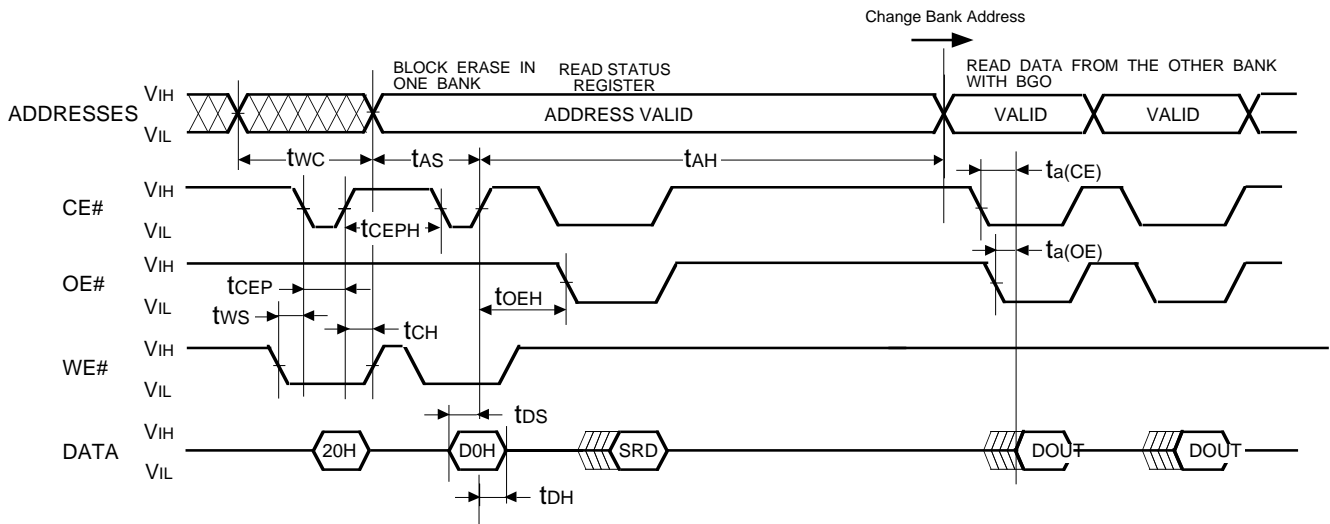 Change Bank Address
BLOCK ERASE IN ONE BANK
READ STATUS REGISTER
READ DATA FROM THE OTHER BANK WITH BGO
ADDRESSES
VIH
VIL
ADDRESS VALID
VALID
VALID
tWC
tAS
tAH
ta(CE)
CE#
VIH
VIL
tCEPH
ta(OE)
OE#
VIH
VIL
tCEP
tOEH
tWS
tCH
WE#
VIH
VIL
tDS
DATA
VIH
VIL
20H
D0H
SRD
DOUT
DOUT
tDH